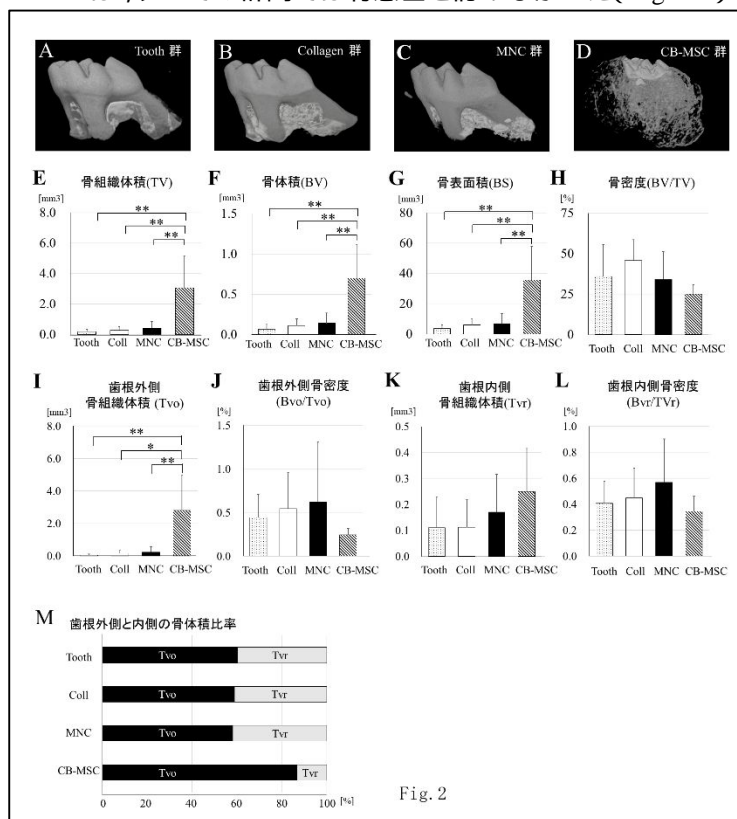 A Tooth 群
B Collagen 群
C MNC 群
D CB-MSC 群
E 骨組織体積(TV)
[mm3]
8.0
6.0
4.0
2.0
0.0
**
**
**
Tooth Coll MNC CB-MSC
F 骨体積(BV)
[mm3]
1.5
1.0
0.5
0.0
**
**
**
Tooth Coll MNC CB-MSC
G 骨表面積(BS)
[mm3]
80
60
40
20
0
**
**
**
Tooth Coll MNC CB-MSC
H 骨密度(BV/TV)
[%]
75
50
25
0
Tooth Coll MNC CB-MSC
I 歯根外側
骨組織体積 (Tvo)
[mm3]
8.0
6.0
4.0
2.0
0.0
**
*
**
Tooth Coll MNC CB-MSC
J 歯根外側骨密度
(Bvo/Tvo)
[%]
1.5
1.0
0.5
0.0
Tooth Coll MNC CB-MSC
K 歯根内側
骨組織体積(Tvr)
[mm3]
0.5
0.4
0.3
0.2
0.1
0.0
Tooth Coll MNC CB-MSC
L 歯根内側骨密度
(Bvr/TVr)
[%]
1.0
0.8
0.6
0.4
0.2
0.0
Tooth Coll MNC CB-MSC
M 歯根外側と内側の骨体積比率
Tooth Tvo Tvr
Coll Tvo Tvr
MNC Tvo Tvr
CB-MSC Tvo Tvr
0 20 40 60 80 100 [%]
Fig. 2